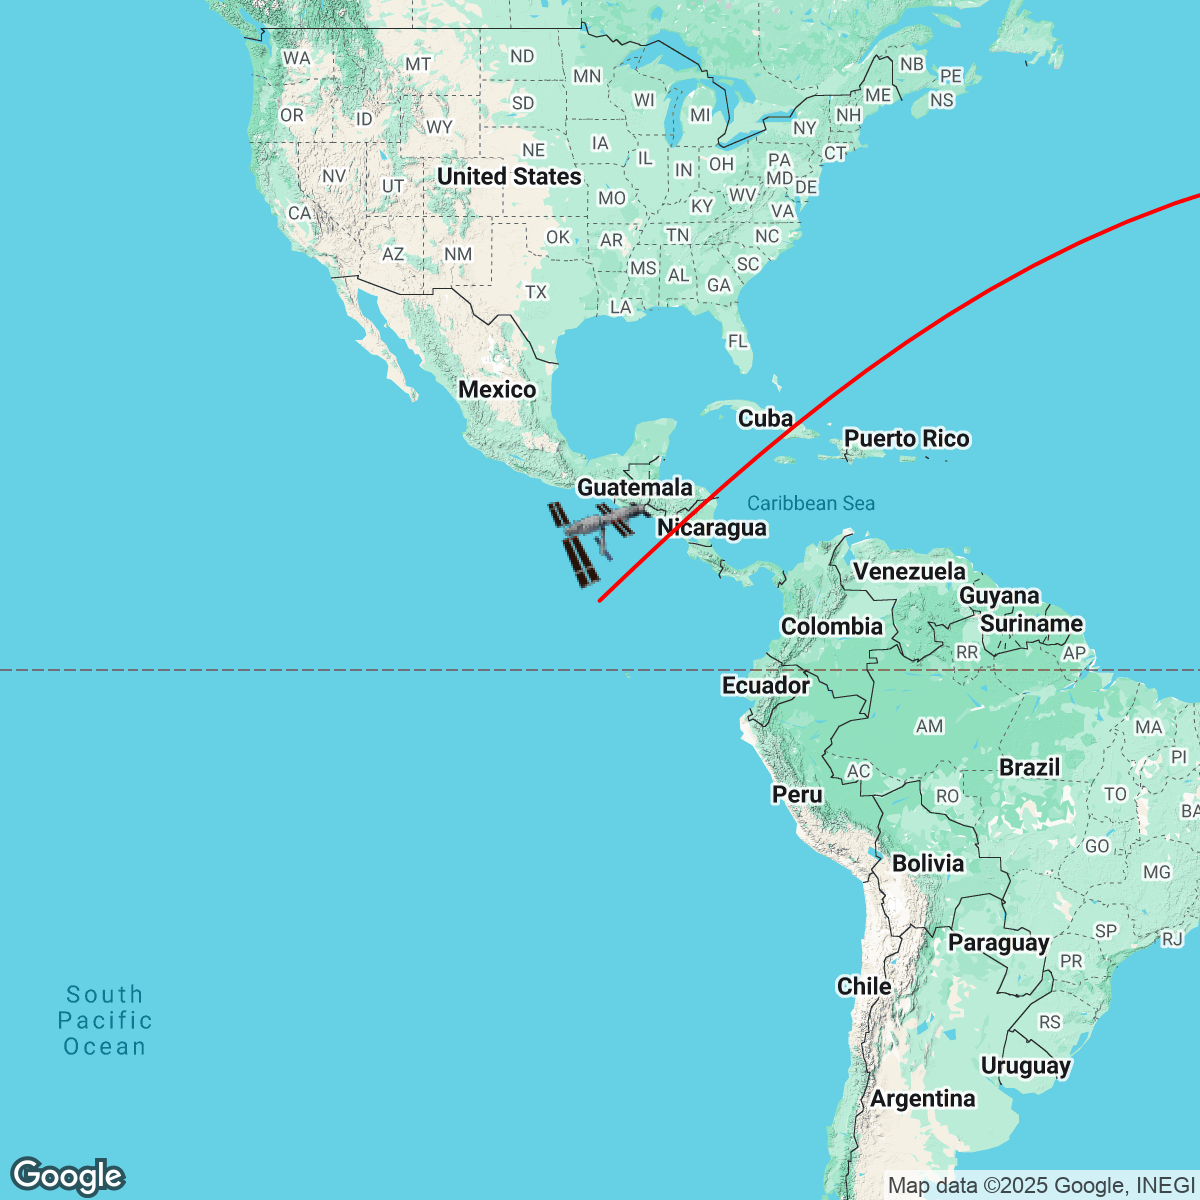 WA
MT
ND
MN
NB
PE
NS
ME
OR
ID
SD
WI
MI
NH
WY
NY
IA
NE
IL
IN
OH
PA
CT
NV
UT
United States
MD
DE
MO
KY
WV
VA
CA
OK
AR
TN
NC
AZ
NM
MS
AL
SC
GA
TX
LA
FL
Mexico
Cuba
Puerto Rico
Guatemala
Caribbean Sea
Nicaragua
Venezuela
Guyana
Suriname
Colombia
RR
AP
Ecuador
AM
MA
PI
AC
Brazil
Peru
RO
TO
BA
GO
Bolivia
MG
SP
RJ
Paraguay
PR
Chile
South
Pacific
Ocean
RS
Uruguay
Argentina
Google
Map data ©2025 Google, INEGI